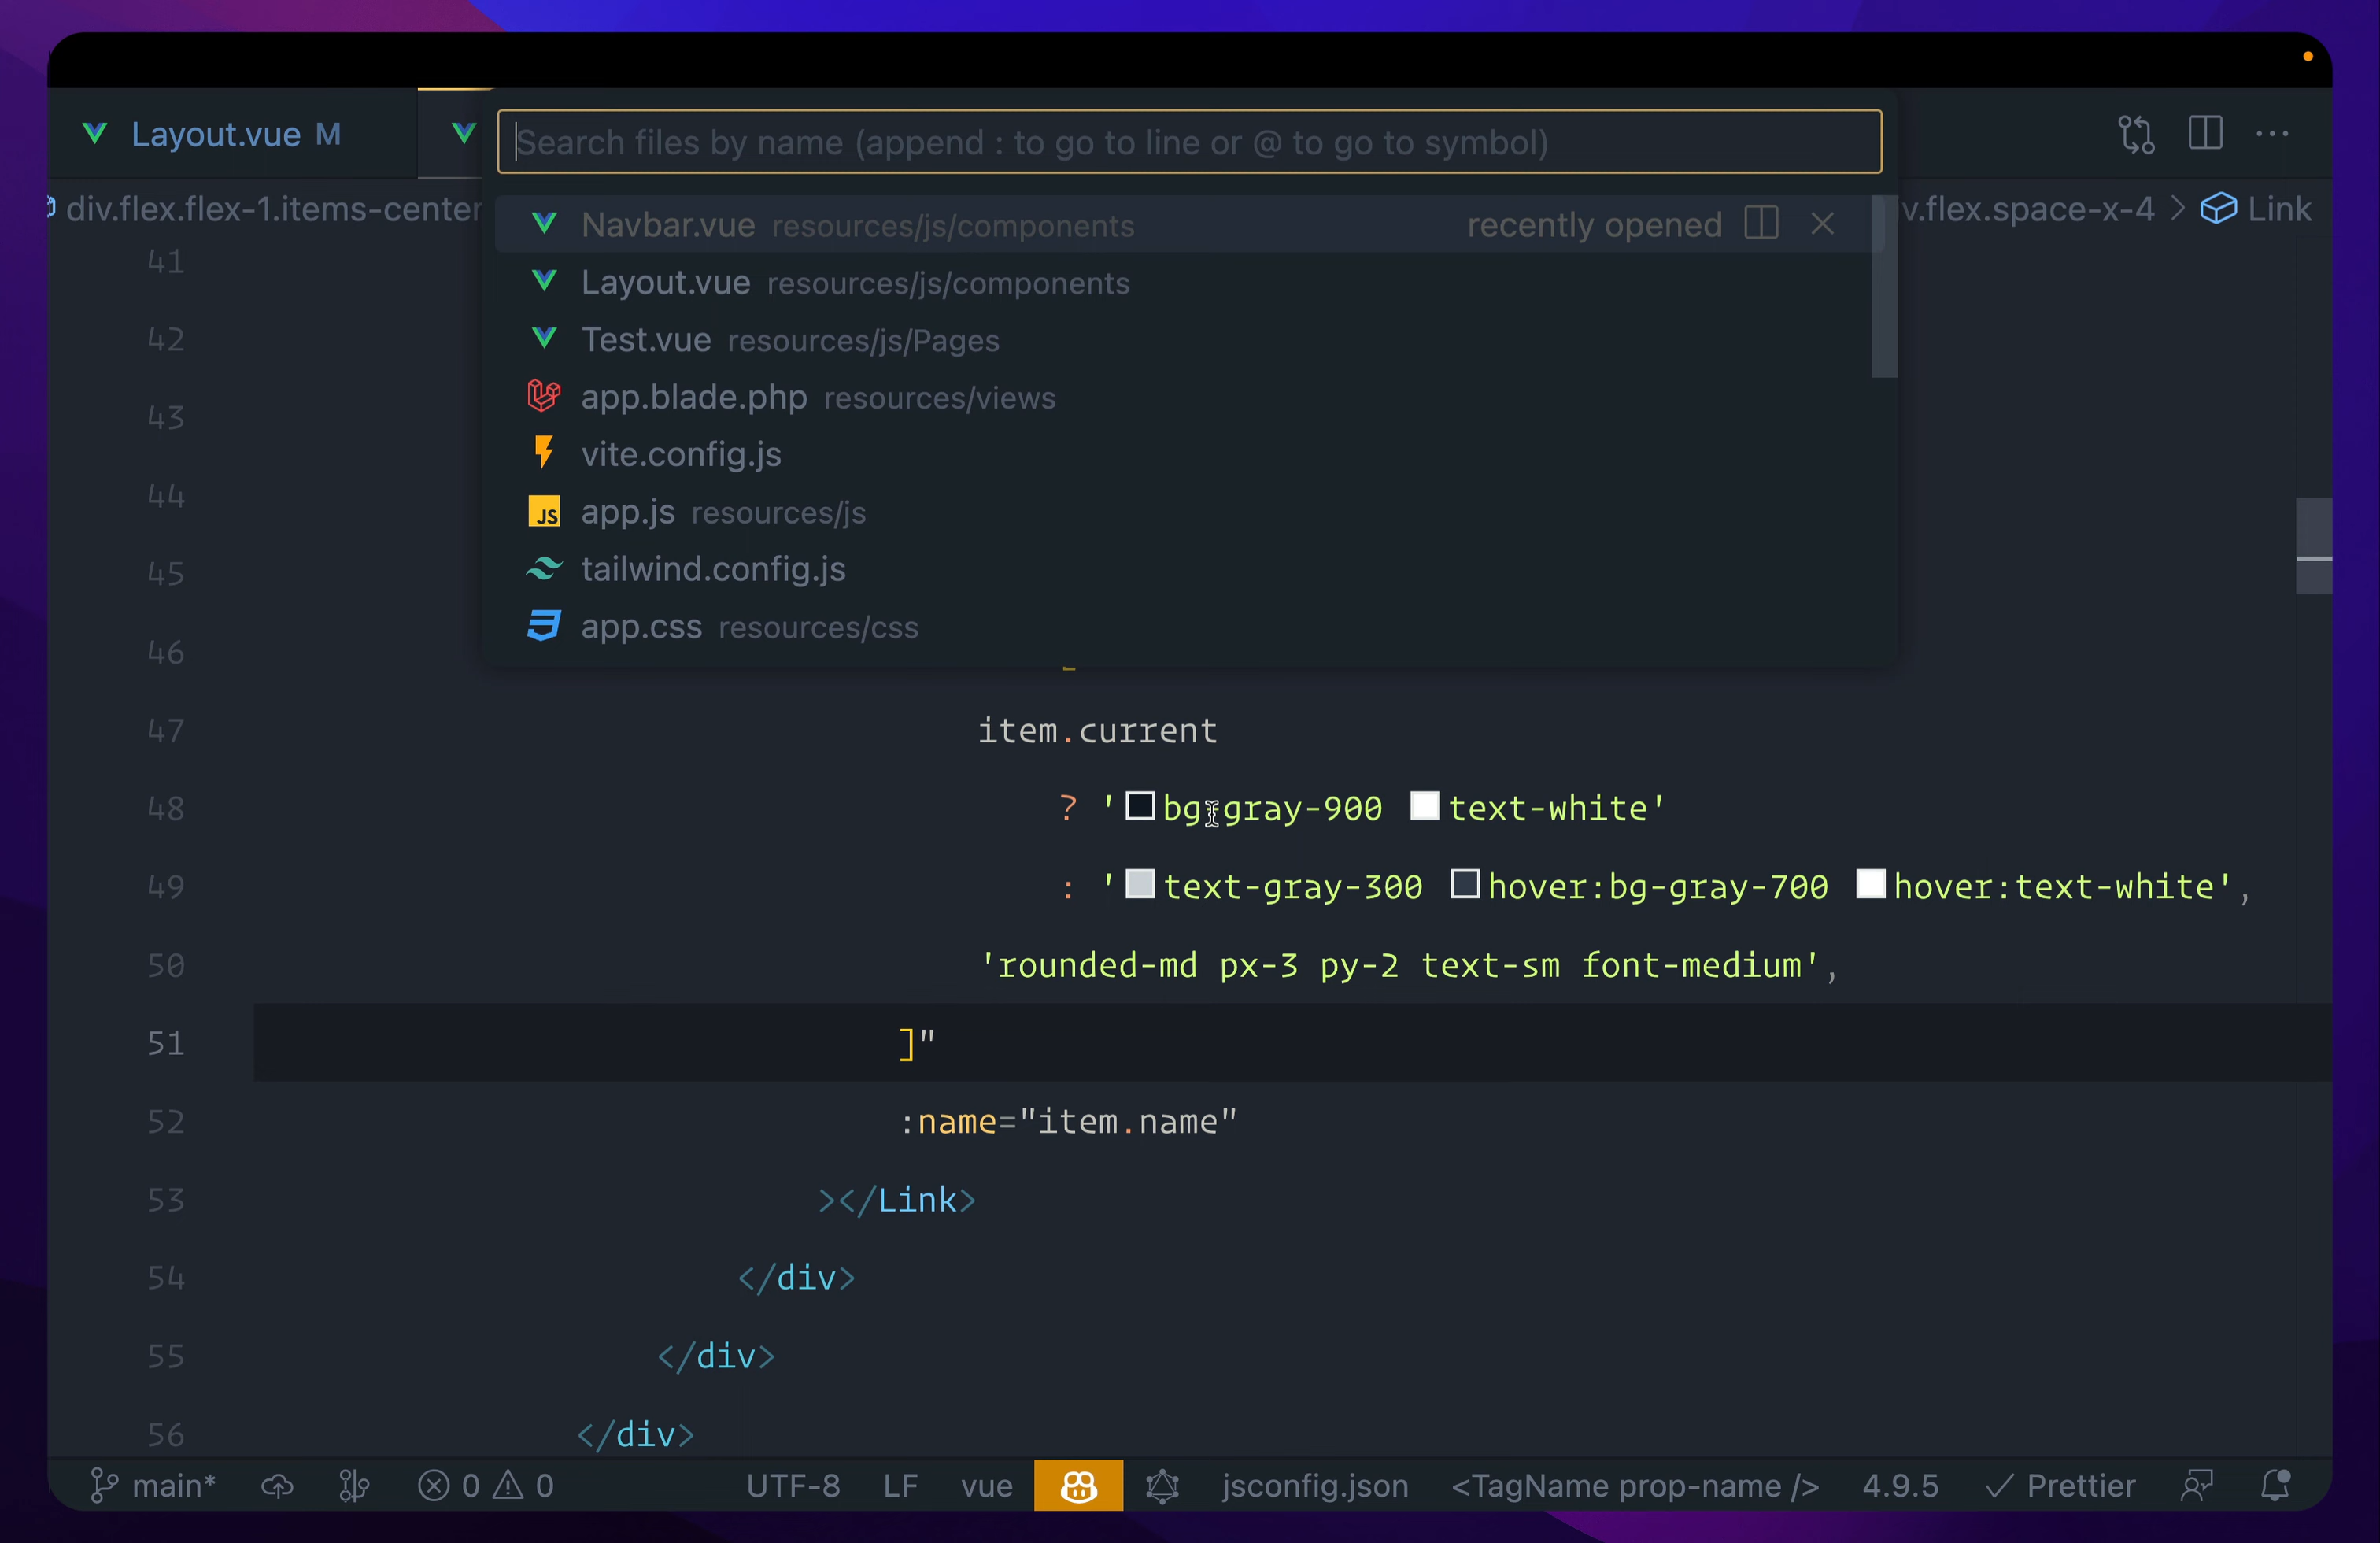 Layout.vue M
Search files by name (append : to go to line or @ to go to symbol)
div.flex.flex-1.items-center
v.flex.space-x-4 > Link
Navbar.vue resources/js/components recently opened
Layout.vue resources/js/components
Test.vue resources/js/Pages
app.blade.php resources/views
vite.config.js
JS app.js resources/js
tailwind.config.js
app.css resources/css
41
42
43
44
45
46
47 item.current
48 ? 'bg-gray-900 text-white'
49 : 'text-gray-300 hover:bg-gray-700 hover:text-white',
50 'rounded-md px-3 py-2 text-sm font-medium',
51 ]"
52 :name="item.name"
53 ></Link>
54 </div>
55 </div>
56 </div>
main* 0 0 UTF-8 LF vue jsconfig.json <TagName prop-name /> 4.9.5 Prettier